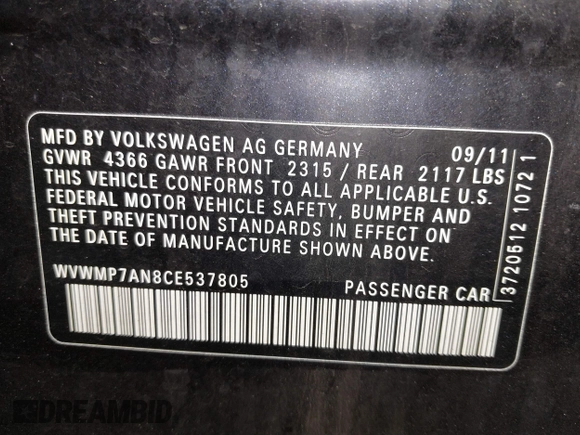 MFD BY VOLKSWAGEN AG GERMANY 09/11
GVWR 4366 GAWR FRONT 2315 / REAR 2117 LBS
THIS VEHICLE CONFORMS TO ALL APPLICABLE U.S.
FEDERAL MOTOR VEHICLE SAFETY, BUMPER AND
THEFT PREVENTION STANDARDS IN EFFECT ON
THE DATE OF MANUFACTURE SHOWN ABOVE.
WVWMP7AN8CE537805 PASSENGER CAR
3720512 1072 1
DREAMBID